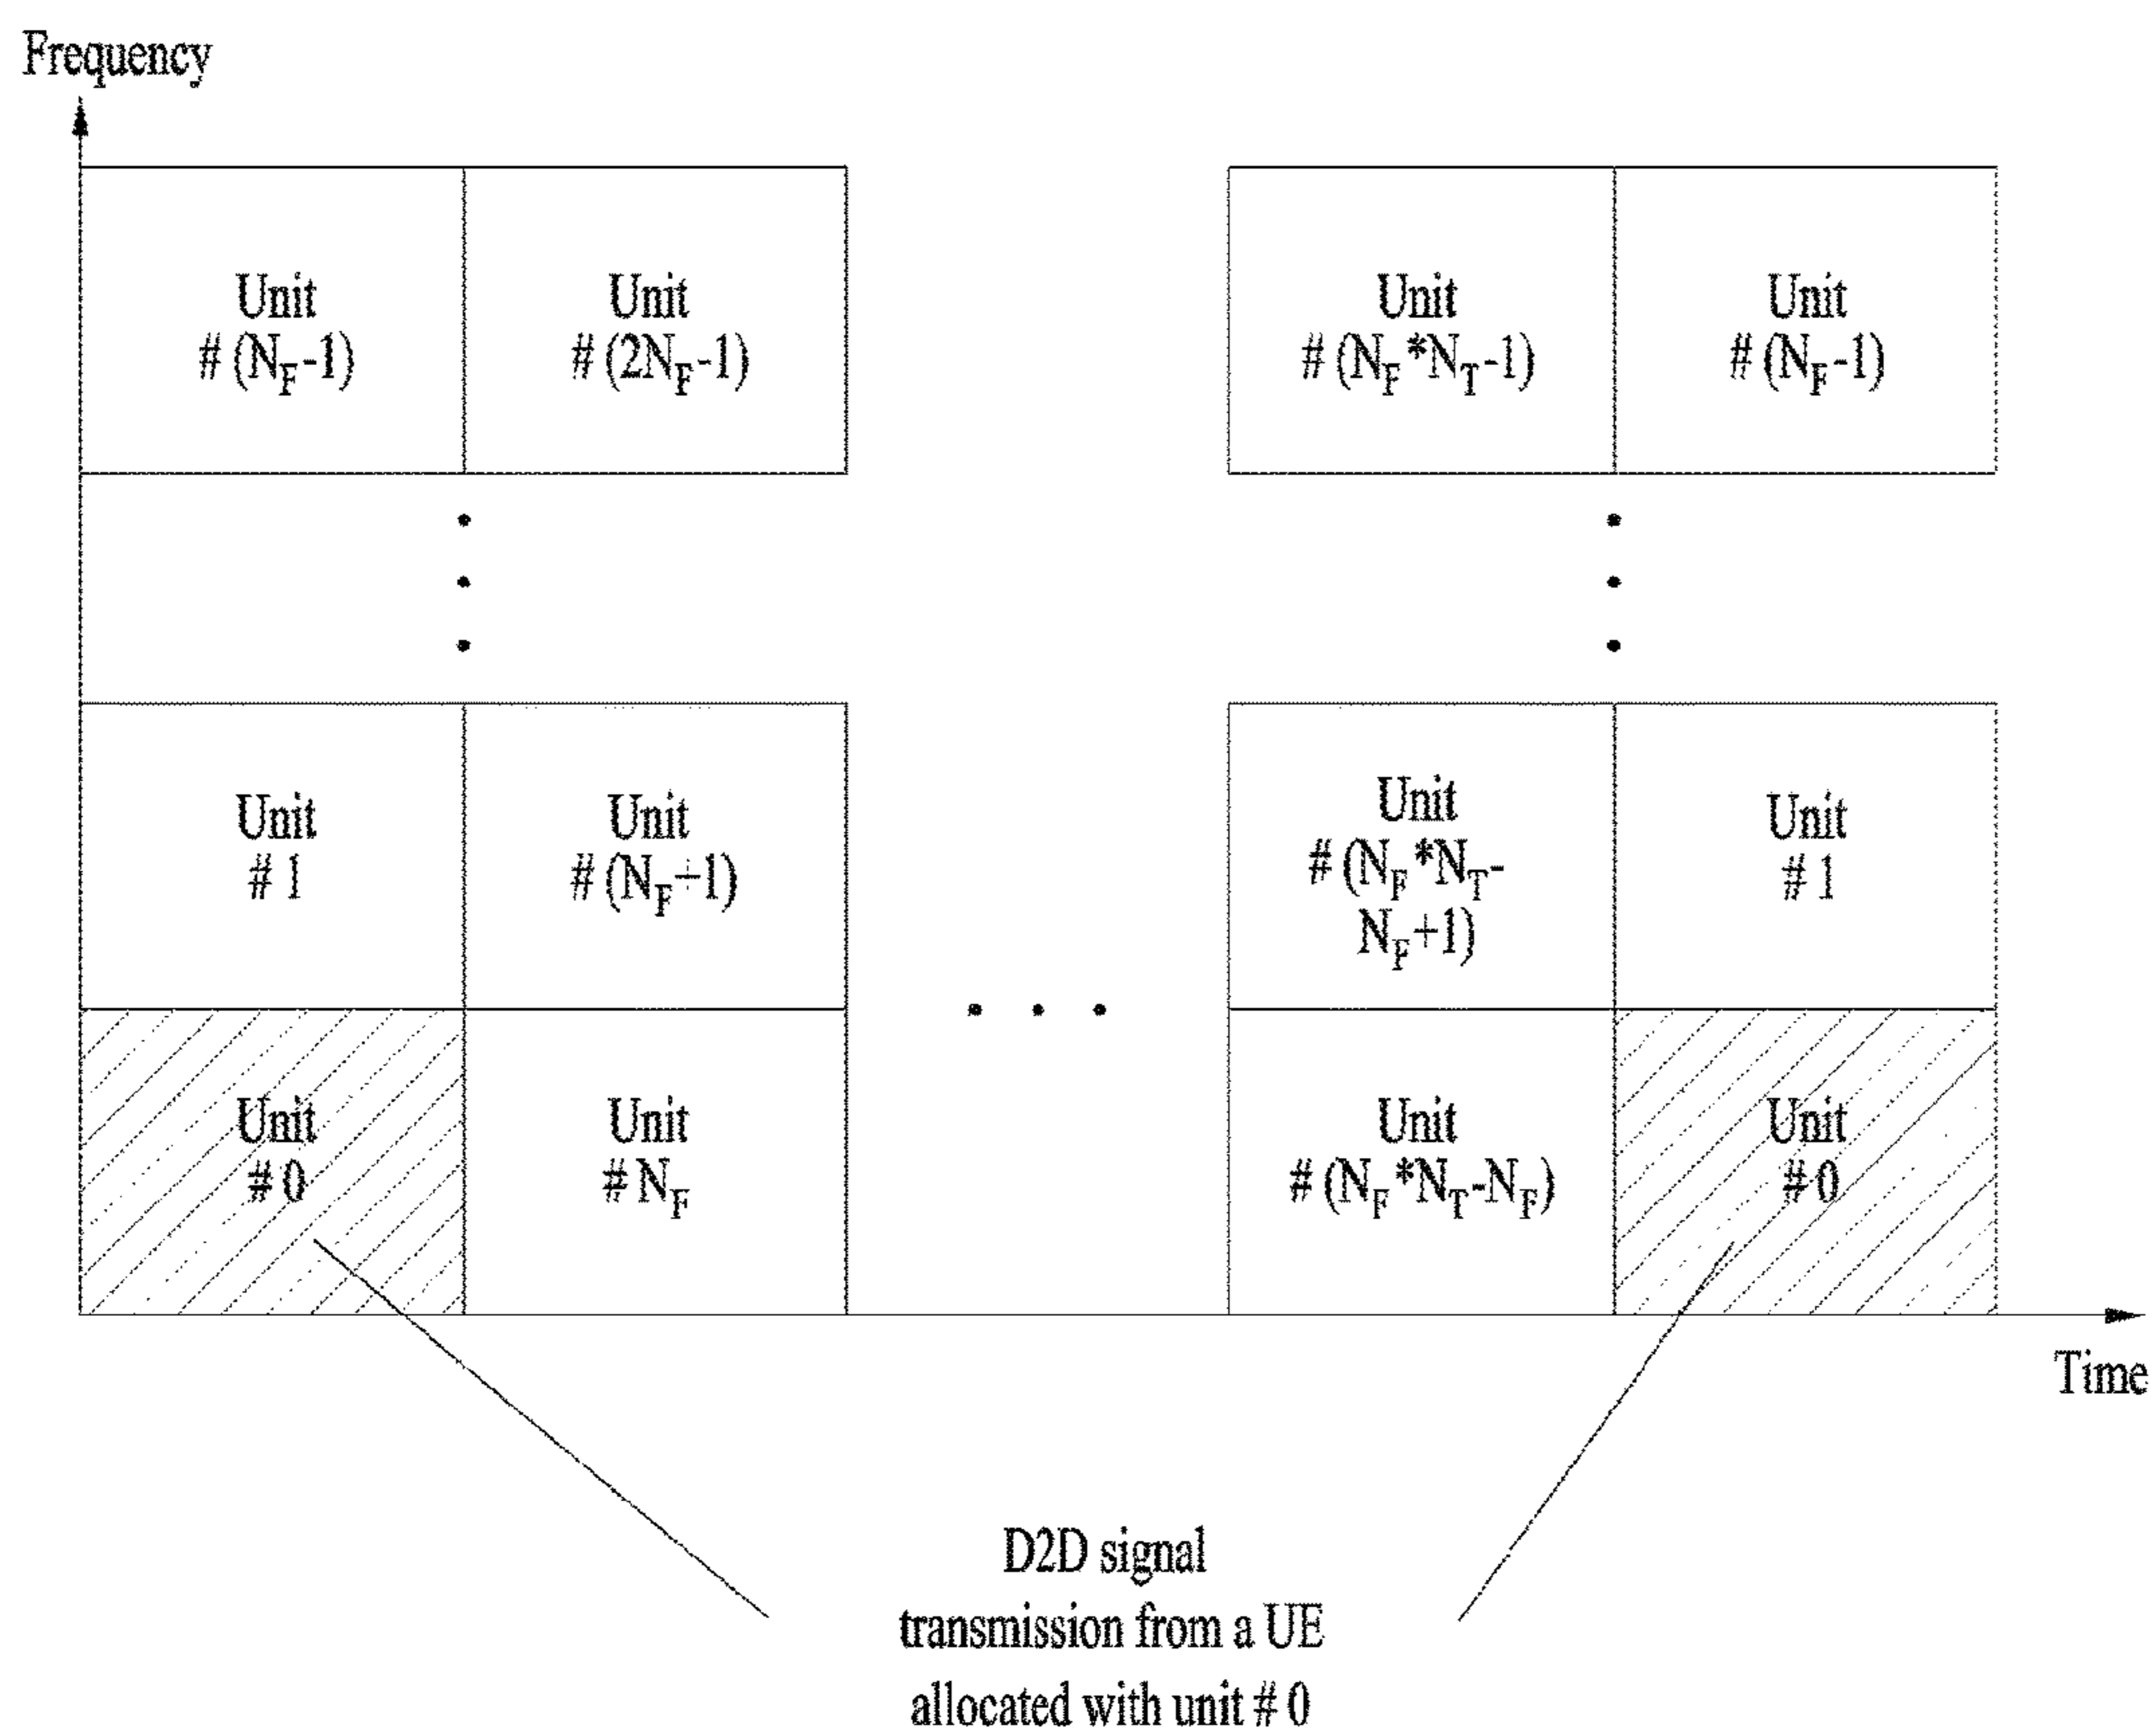 Frequency
Unit
# (N_F-1)
Unit
# (2N_F-1)
Unit
# (N_F*N_T-1)
Unit
# (N_F-1)
Unit
# 1
Unit
# (N_F+1)
Unit
# (N_F*N_T-
N_F+1)
Unit
# 1
Unit
# 0
Unit
# N_F
Unit
# (N_F*N_T-N_F)
Unit
# 0
Time
D2D signal
transmission from a UE
allocated with unit # 0